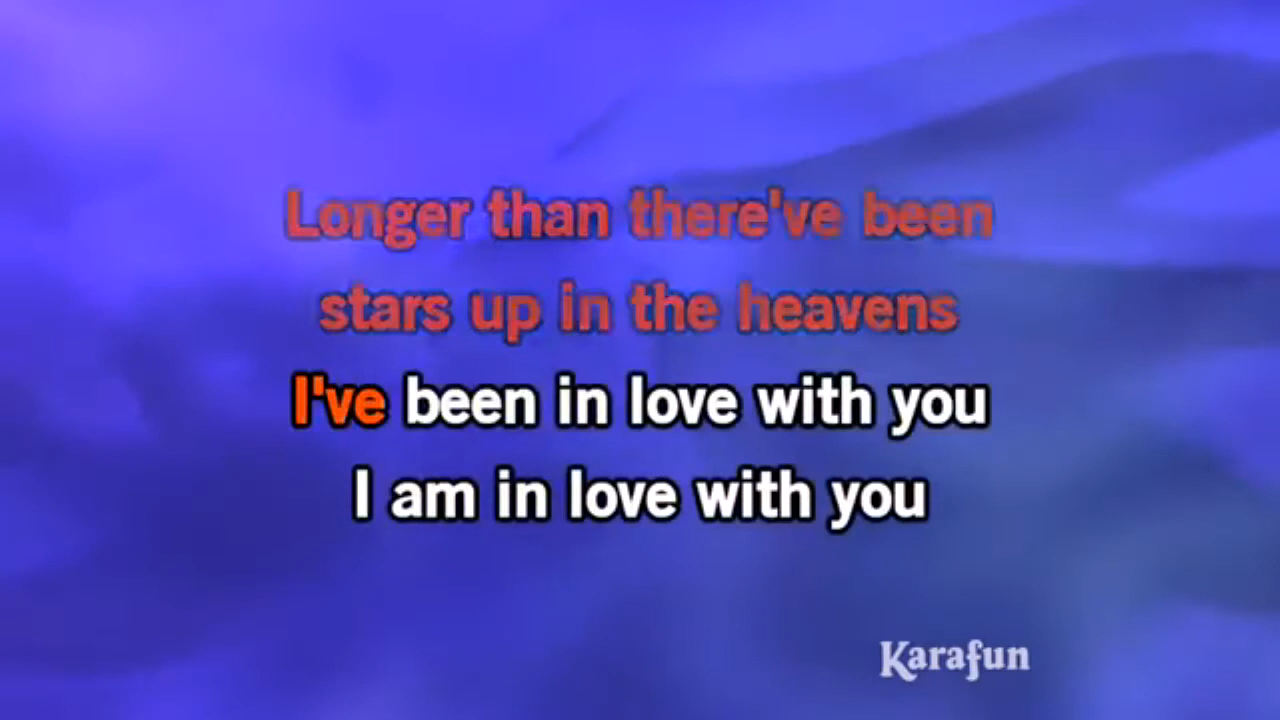 Longer than there've been
stars up in the heavens
I've been in love with you
I am in love with you
Karafun